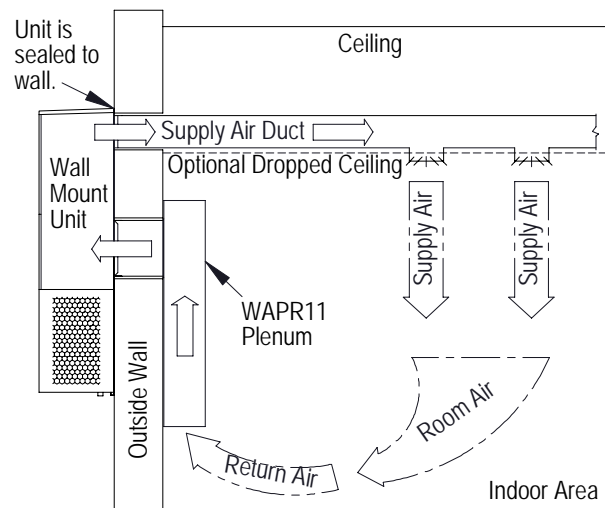 Unit is
sealed to
wall.
Ceiling
Supply Air Duct
Optional Dropped Ceiling
Wall
Mount
Unit
Supply Air
Supply Air
WAPR11
Plenum
Outside Wall
Room Air
Return Air
Indoor Area